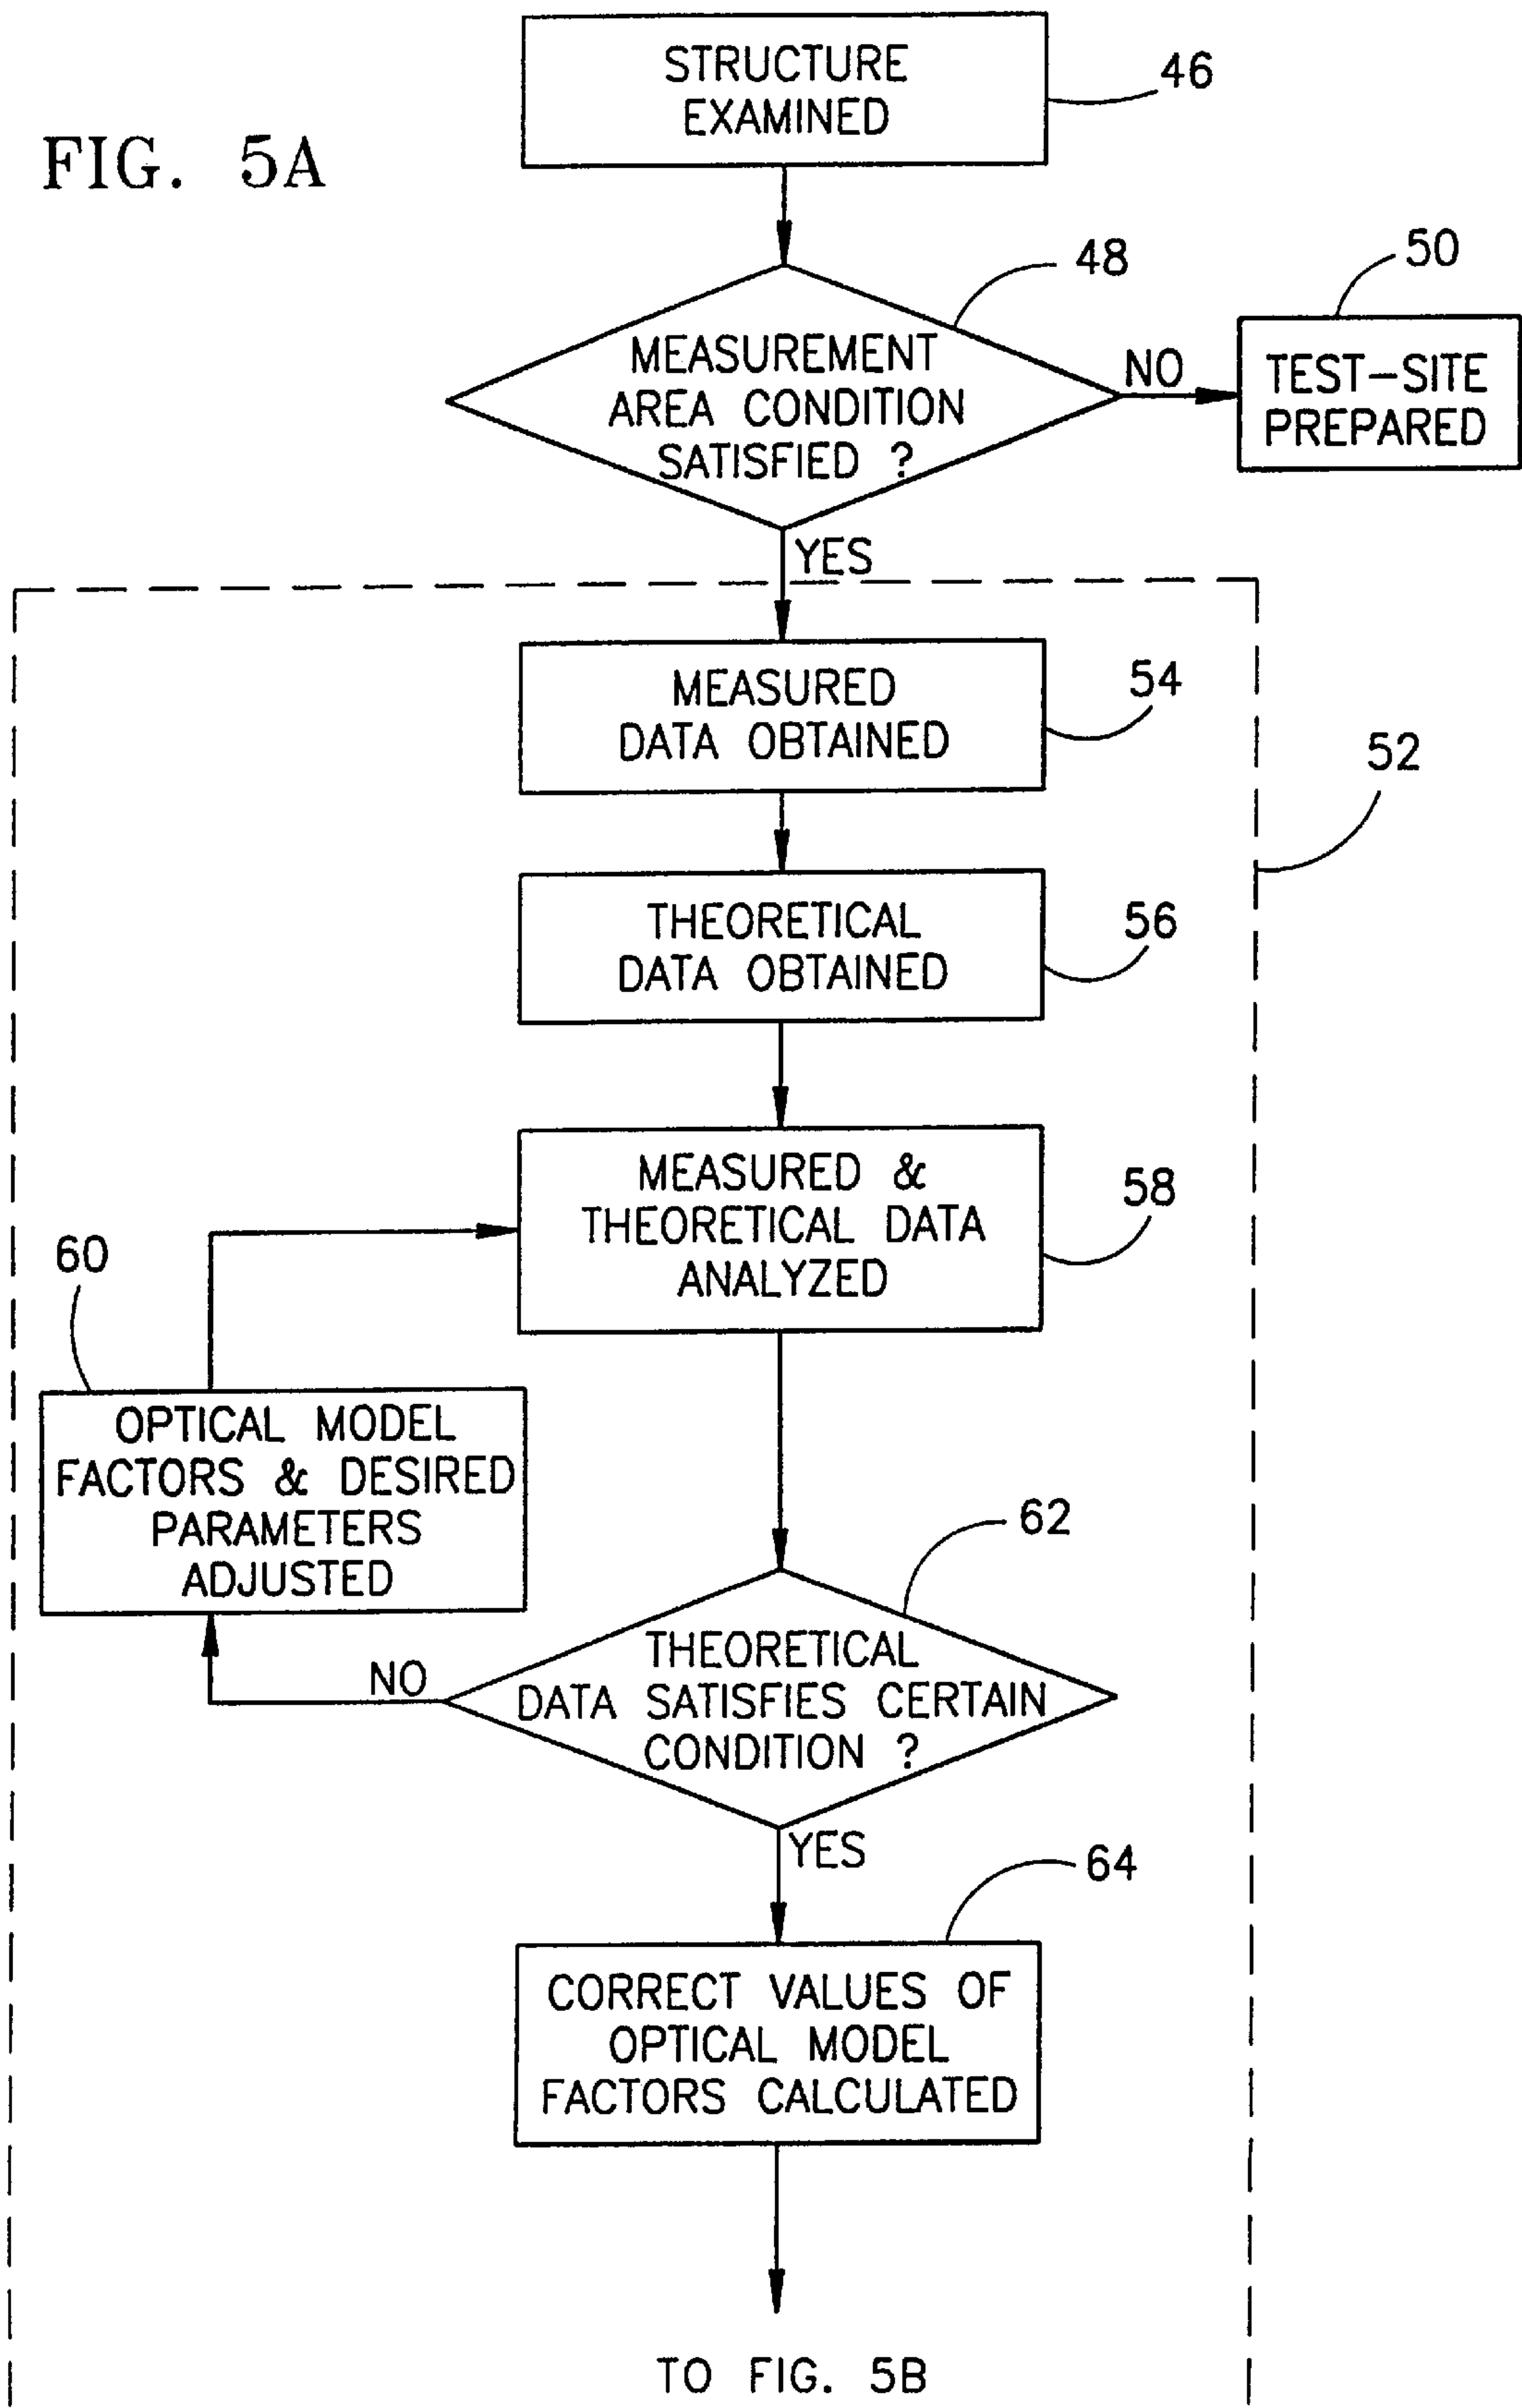 FIG. 5A
STRUCTURE
EXAMINED
46
48
MEASUREMENT
AREA CONDITION
SATISFIED ?
NO
50
TEST-SITE
PREPARED
YES
52
MEASURED
DATA OBTAINED
54
THEORETICAL
DATA OBTAINED
56
MEASURED &
THEORETICAL DATA
ANALYZED
58
60
OPTICAL MODEL
FACTORS & DESIRED
PARAMETERS
ADJUSTED
62
THEORETICAL
DATA SATISFIES CERTAIN
CONDITION ?
NO
YES
64
CORRECT VALUES OF
OPTICAL MODEL
FACTORS CALCULATED
TO FIG. 5B